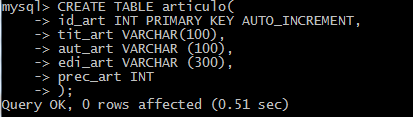 mysql> CREATE TABLE articulo(
    -> id_art INT PRIMARY KEY AUTO_INCREMENT,
    -> tit_art VARCHAR(100),
    -> aut_art VARCHAR (100),
    -> edi_art VARCHAR (300),
    -> prec_art INT
    -> );
Query OK, 0 rows affected (0.51 sec)